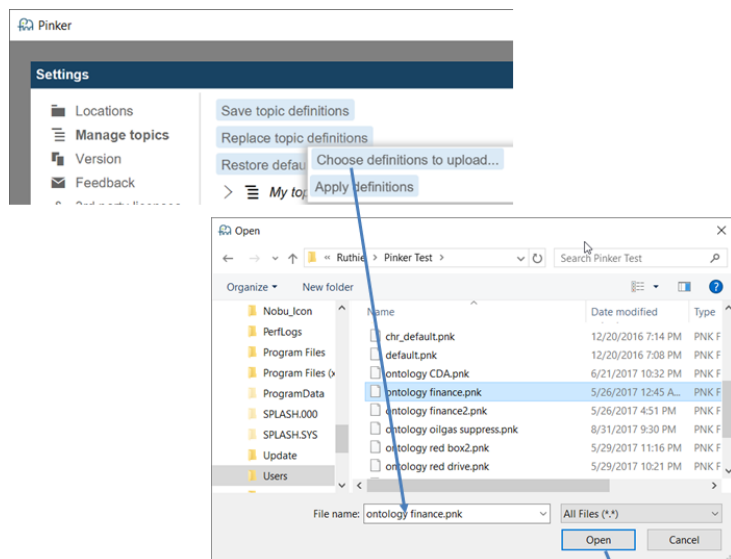 Pinker
Settings
Locations
Manage topics
Version
Feedback
Save topic definitions
Replace topic definitions
Restore defau
Choose definitions to upload...
Apply definitions
My top
Open
« Ruthie > Pinker Test >
Search Pinker Test
Organize
New folder
Name
Date modified
Type
Nobu_Icon
PerfLogs
Program Files
Program Files (x
ProgramData
SPLASH.000
SPLASH.SYS
Update
Users
chr_default.pnk 12/20/2016 7:14 PM PNK F
default.pnk 12/20/2016 7:08 PM PNK F
ontology CDA.pnk 6/21/2017 10:32 PM PNK F
ontology finance.pnk 5/26/2017 12:45 A... PNK F
ontology finance2.pnk 5/26/2017 4:51 PM PNK F
ontology oilgas suppress.pnk 8/31/2017 9:30 PM PNK F
ontology red box2.pnk 5/29/2017 11:16 PM PNK F
ontology red drive.pnk 5/29/2017 10:21 PM PNK F
File name: ontology finance.pnk
All Files (*.*)
Open
Cancel